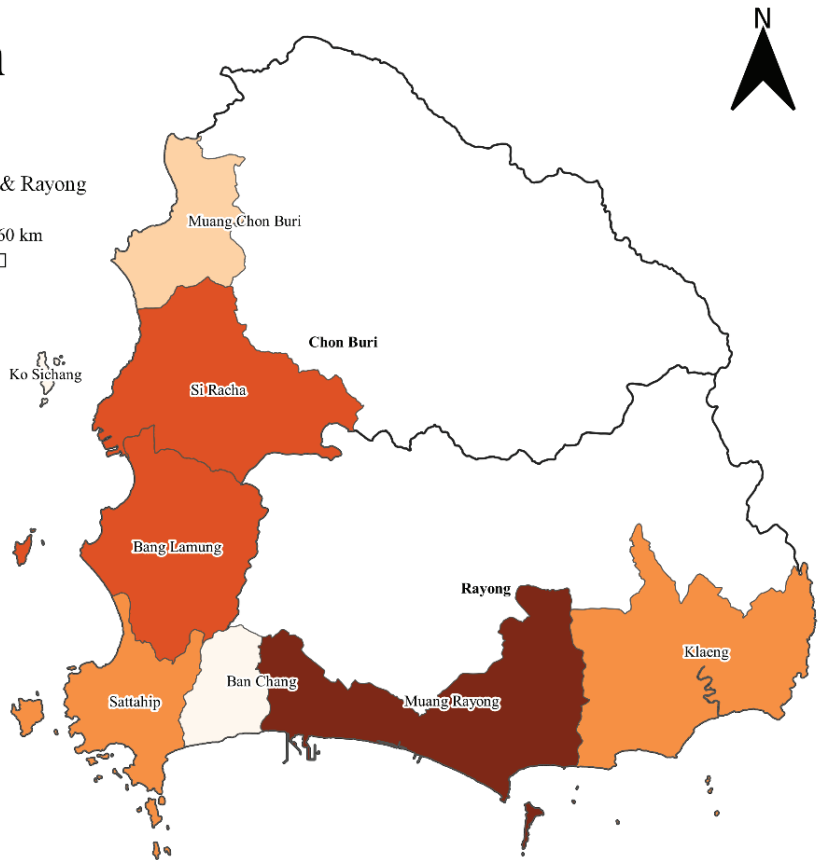 N
& Rayong
60 km
Muang Chon Buri
Chon Buri
Ko Sichang
Si Racha
Bang Lamung
Rayong
Klaeng
Ban Chang
Sattahip
Muang Rayong